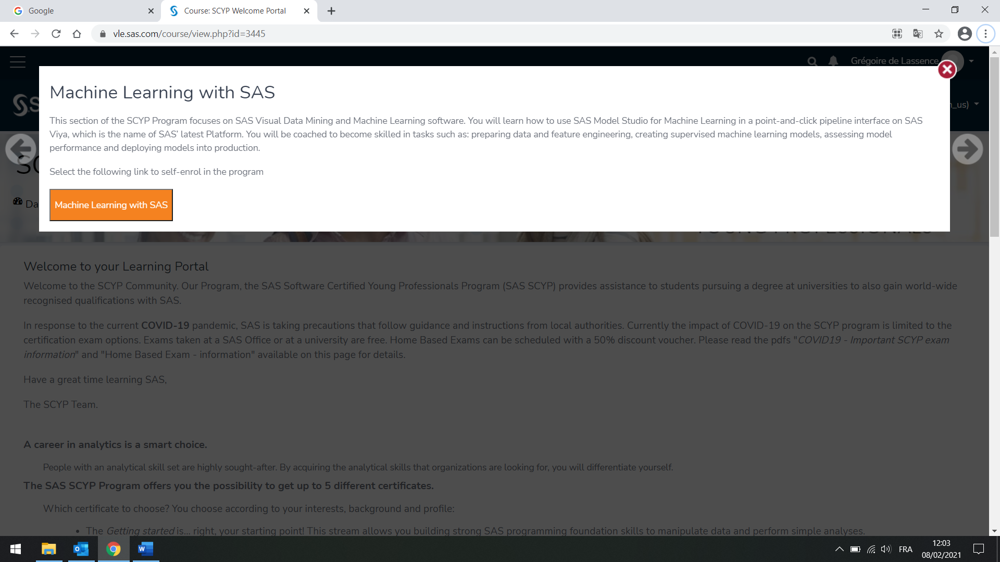 Google
Course: SCYP Welcome Portal
vle.sas.com/course/view.php?id=3445
Grégoire de Lassence
Machine Learning with SAS
_us)
This section of the SCYP Program focuses on SAS Visual Data Mining and Machine Learning software. You will learn how to use SAS Model Studio for Machine Learning in a point-and-click pipeline interface on SAS
Viya, which is the name of SAS’ latest Platform. You will be coached to become skilled in tasks such as: preparing data and feature engineering, creating supervised machine learning models, assessing model
performance and deploying models into production.
Select the following link to self-enrol in the program
Da
Machine Learning with SAS
YOUNG PROFESSIONALS
Welcome to your Learning Portal
Welcome to the SCYP Community. Our Program, the SAS Software Certified Young Professionals Program (SAS SCYP) provides assistance to students pursuing a degree at universities to also gain world-wide
recognised qualifications with SAS.
In response to the current COVID-19 pandemic, SAS is taking precautions that follow guidance and instructions from local authorities. Currently the impact of COVID-19 on the SCYP program is limited to the
certification exam options. Exams taken at a SAS Office or at a university are free. Home Based Exams can be scheduled with a 50% discount voucher. Please read the pdfs "COVID19 - Important SCYP exam
information" and "Home Based Exam - information" available on this page for details.
Have a great time learning SAS,
The SCYP Team.
A career in analytics is a smart choice.
People with an analytical skill set are highly sought-after. By acquiring the analytical skills that organizations are looking for, you will differentiate yourself.
The SAS SCYP Program offers you the possibility to get up to 5 different certificates.
Which certificate to choose? You choose according to your interests, background and profile:
• The Getting started is... right, your starting point! This stream allows you building strong SAS programming foundation skills to manipulate data and perform simple analyses.
FRA
12:03
08/02/2021